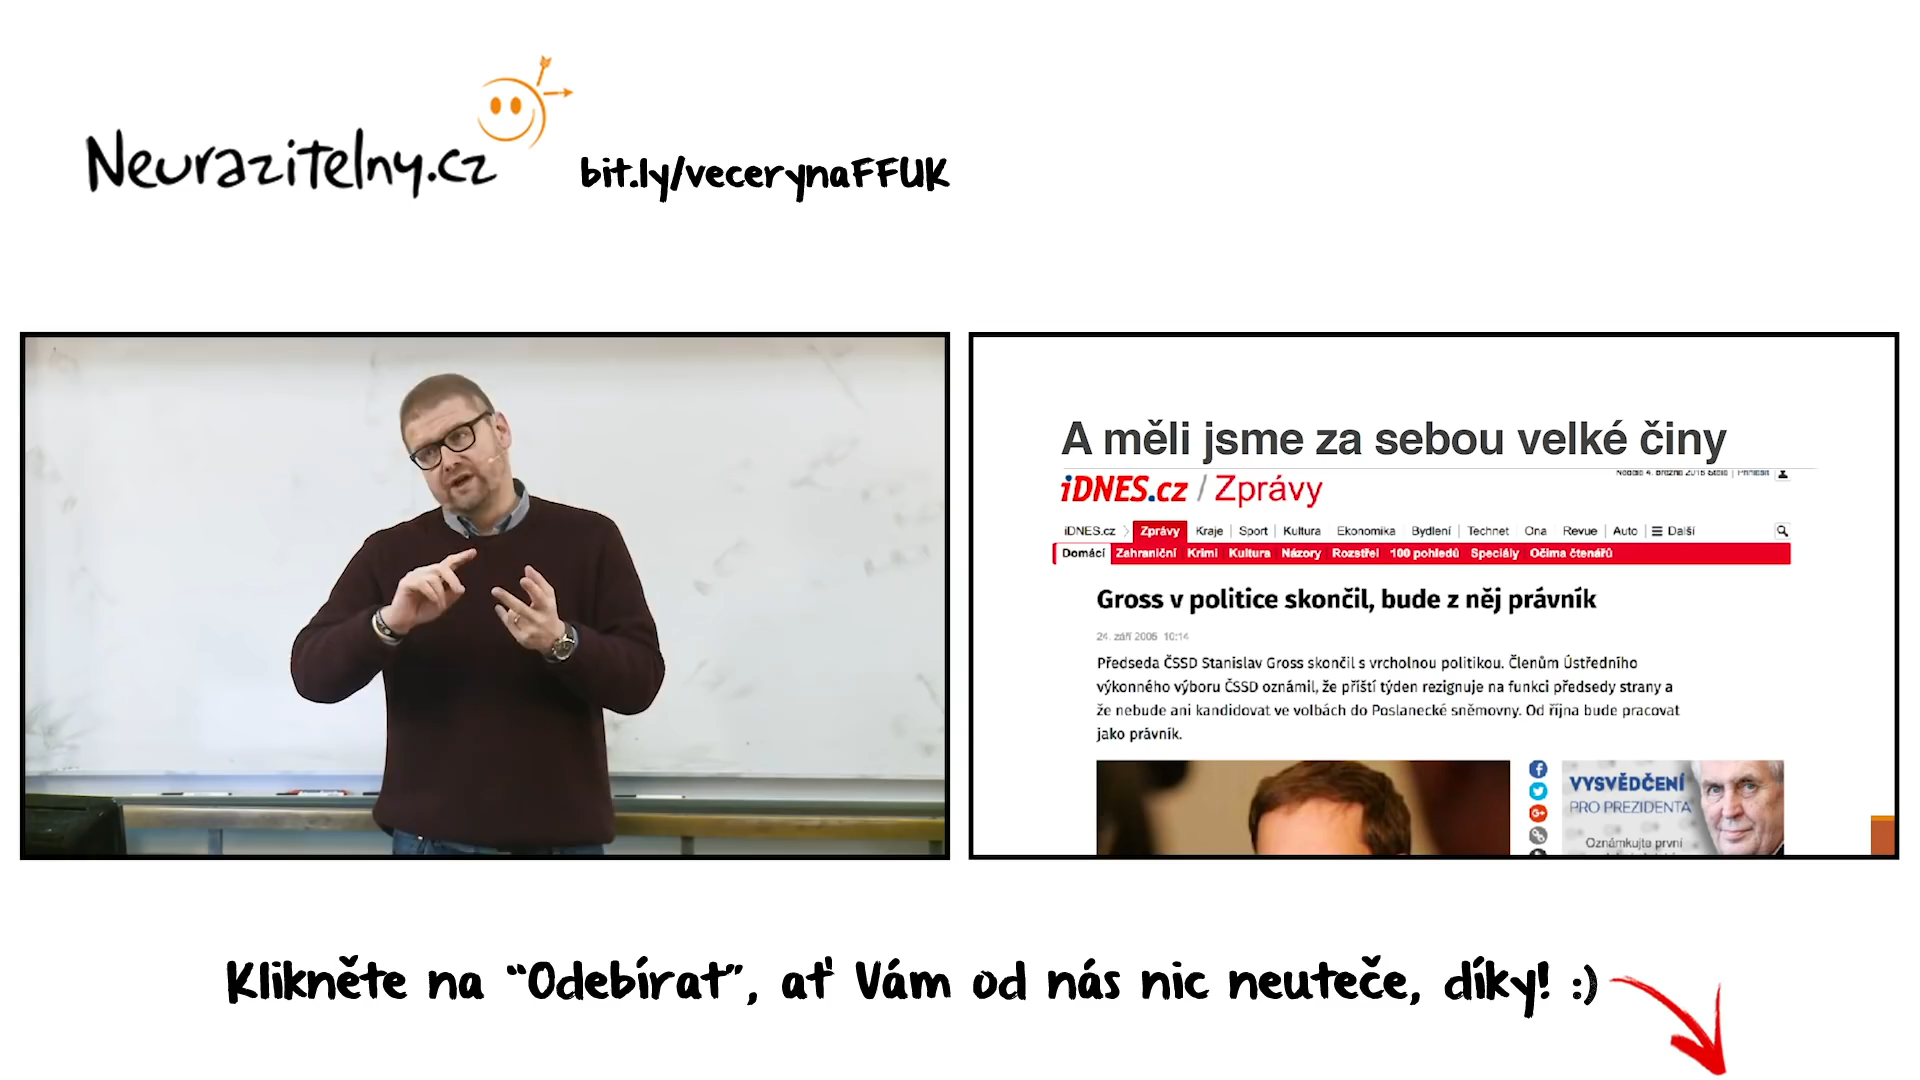 Neurazitelny.cz
bit.ly/vecerynaFFUK
A měli jsme za sebou velké činy
iDNES.cz / Zprávy
iDNES.cz Zprávy Kraje Sport Kultura Ekonomika Bydlení Technet Ona Revue Auto Další
Domácí Zahraniční Krimi Kultura Názory Rozstřel 100 pohledů Speciály Očima čtenářů
Gross v politice skončil, bude z něj právník
24. září 2005 10:14
Předseda ČSSD Stanislav Gross skončil s vrcholnou politikou. Členům Ústředního
výkonného výboru ČSSD oznámil, že příští týden rezignuje na funkci předsedy strany a
že nebude ani kandidovat ve volbách do Poslanecké sněmovny. Od října bude pracovat
jako právník.
VYSVĚDČENÍ
PRO PREZIDENTA
Oznámkujte první
Klikněte na “Odebírat”, ať Vám od nás nic neuteče, díky! :)